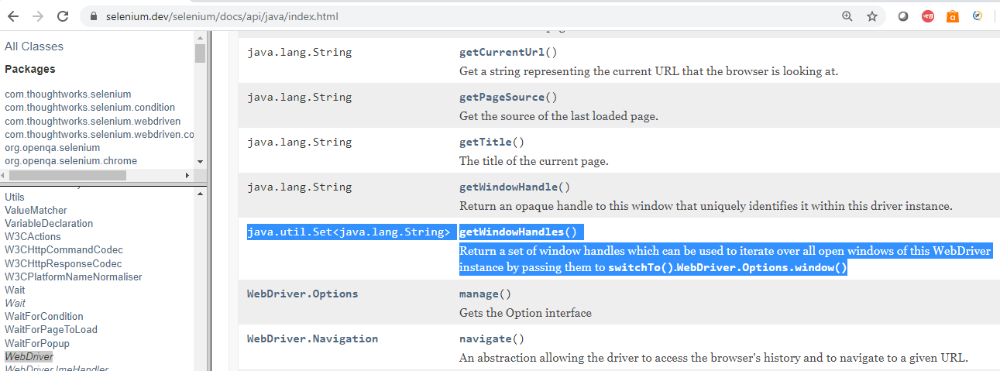 selenium.dev/selenium/docs/api/java/index.html
All Classes
Packages
com.thoughtworks.selenium
com.thoughtworks.selenium.condition
com.thoughtworks.selenium.webdriven
com.thoughtworks.selenium.webdriven.co
org.openqa.selenium
org.openqa.selenium.chrome
Utils
ValueMatcher
VariableDeclaration
W3CActions
W3CHttpCommandCodec
W3CHttpResponseCodec
W3CPlatformNameNormaliser
Wait
Wait
WaitForCondition
WaitForPageToLoad
WaitForPopup
WebDriver
WebDriver.ImeHandler
java.lang.String getCurrentUrl()
Get a string representing the current URL that the browser is looking at.
java.lang.String getPageSource()
Get the source of the last loaded page.
java.lang.String getTitle()
The title of the current page.
java.lang.String getWindowHandle()
Return an opaque handle to this window that uniquely identifies it within this driver instance.
java.util.Set<java.lang.String> getWindowHandles()
Return a set of window handles which can be used to iterate over all open windows of this WebDriver
instance by passing them to switchTo().WebDriver.Options.window()
WebDriver.Options manage()
Gets the Option interface
WebDriver.Navigation navigate()
An abstraction allowing the driver to access the browser's history and to navigate to a given URL.